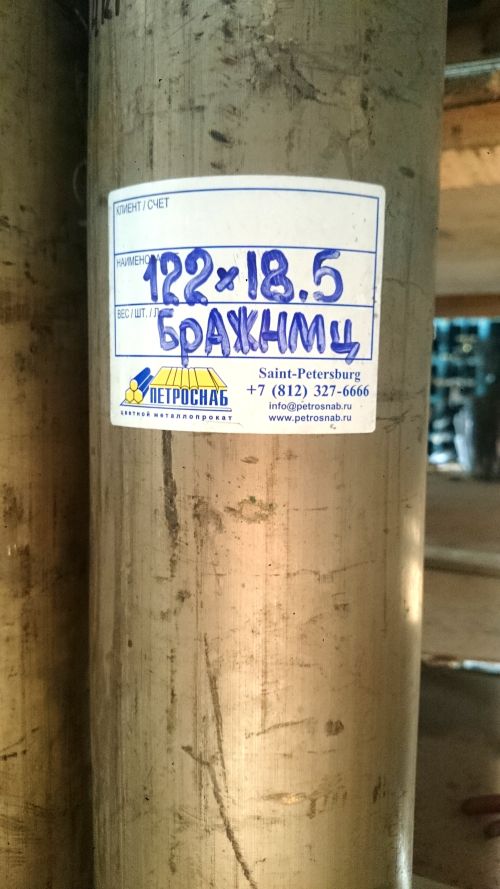 КЛИЕНТ / СЧЕТ
122×18.5
ВЕС / ШТ. / Д
БрАЖНМЦ
ПЕТРОСНАБ
цветной металлопрокат
Saint-Petersburg
+7 (812) 327-6666
info@petrosnab.ru
www.petrosnab.ru